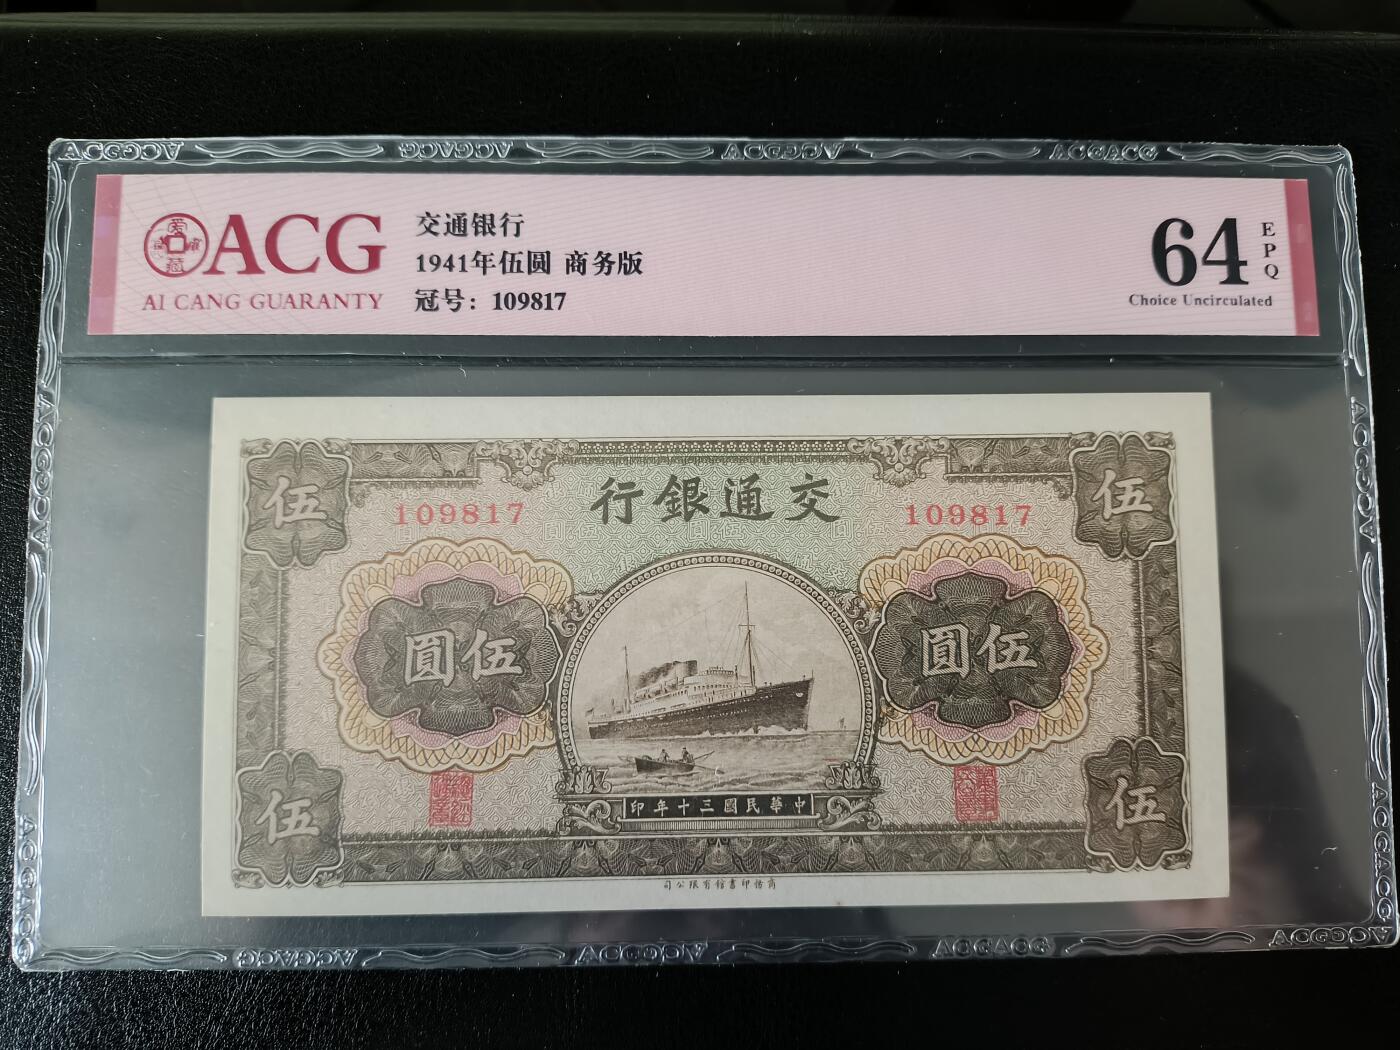 ACG
AI CANG GUARANTY
交通银行
1941年伍圆 商务版
冠号：109817
64
EPQ
Choice Uncirculated
行銀通交
109817
109817
伍
伍
圓伍
圓伍
伍
伍
印年十三國民華中
司公限有館書印務商